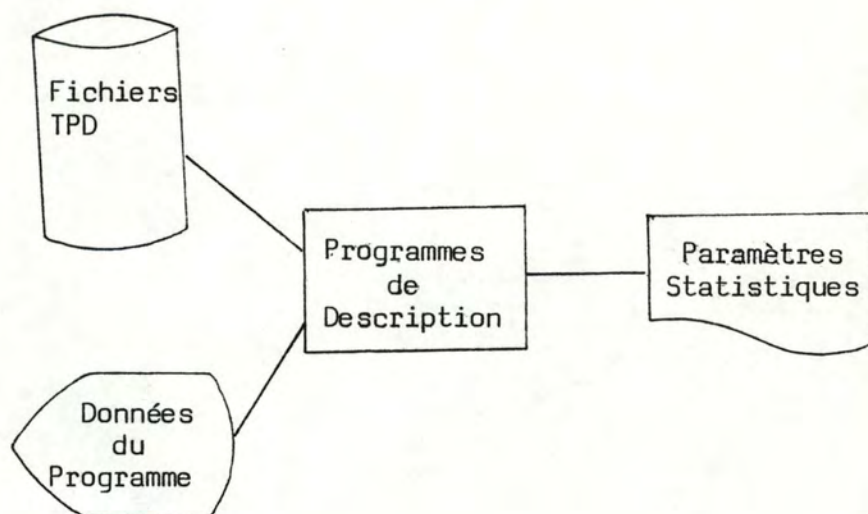 Fichiers
TPD
Programmes
de
Description
Paramètres
Statistiques
Données
du
Programme